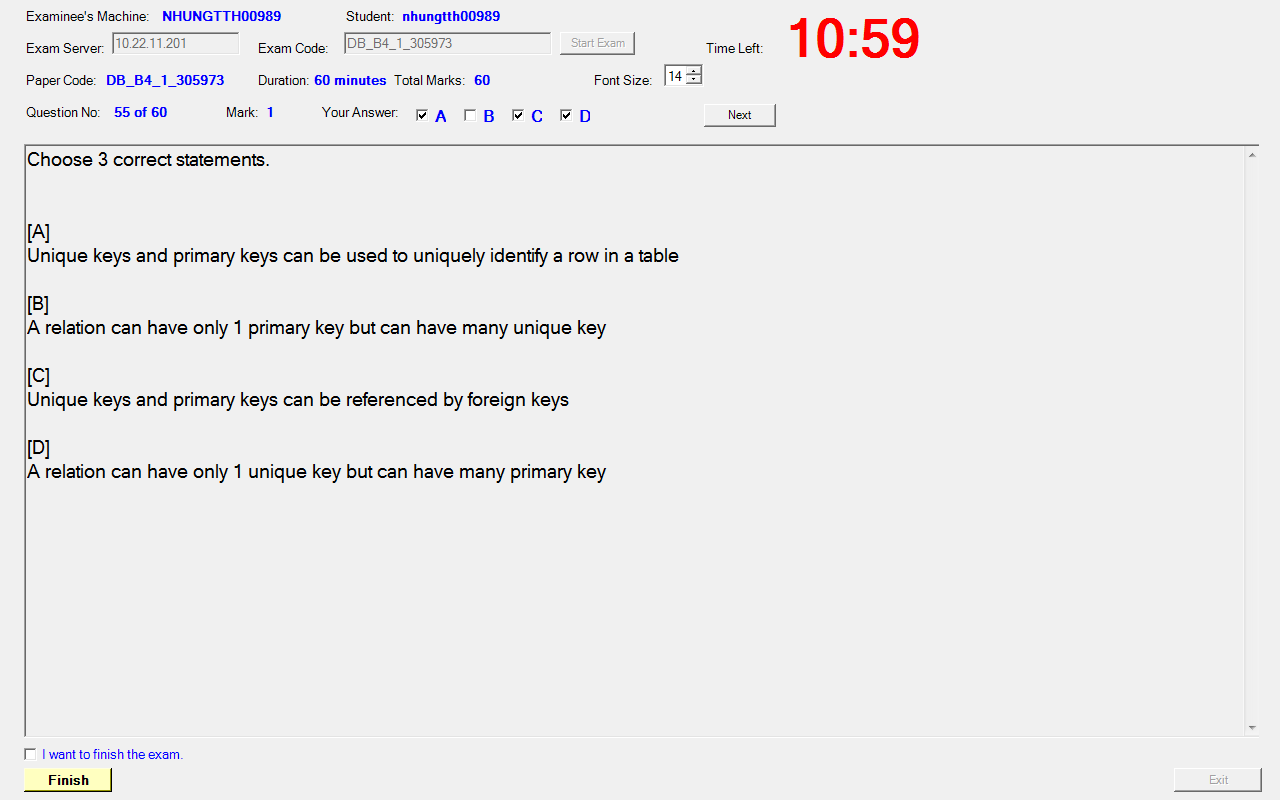 Examinee's Machine: NHUNGTTH00989 Student: nhungtth00989
Exam Server: 10.22.11.201 Exam Code: DB_B4_1_305973 Start Exam Time Left: 10:59
Paper Code: DB_B4_1_305973 Duration: 60 minutes Total Marks: 60 Font Size: 14
Question No: 55 of 60 Mark: 1 Your Answer: A B C D Next
Choose 3 correct statements.
[A]
Unique keys and primary keys can be used to uniquely identify a row in a table
[B]
A relation can have only 1 primary key but can have many unique key
[C]
Unique keys and primary keys can be referenced by foreign keys
[D]
A relation can have only 1 unique key but can have many primary key
I want to finish the exam.
Finish Exit